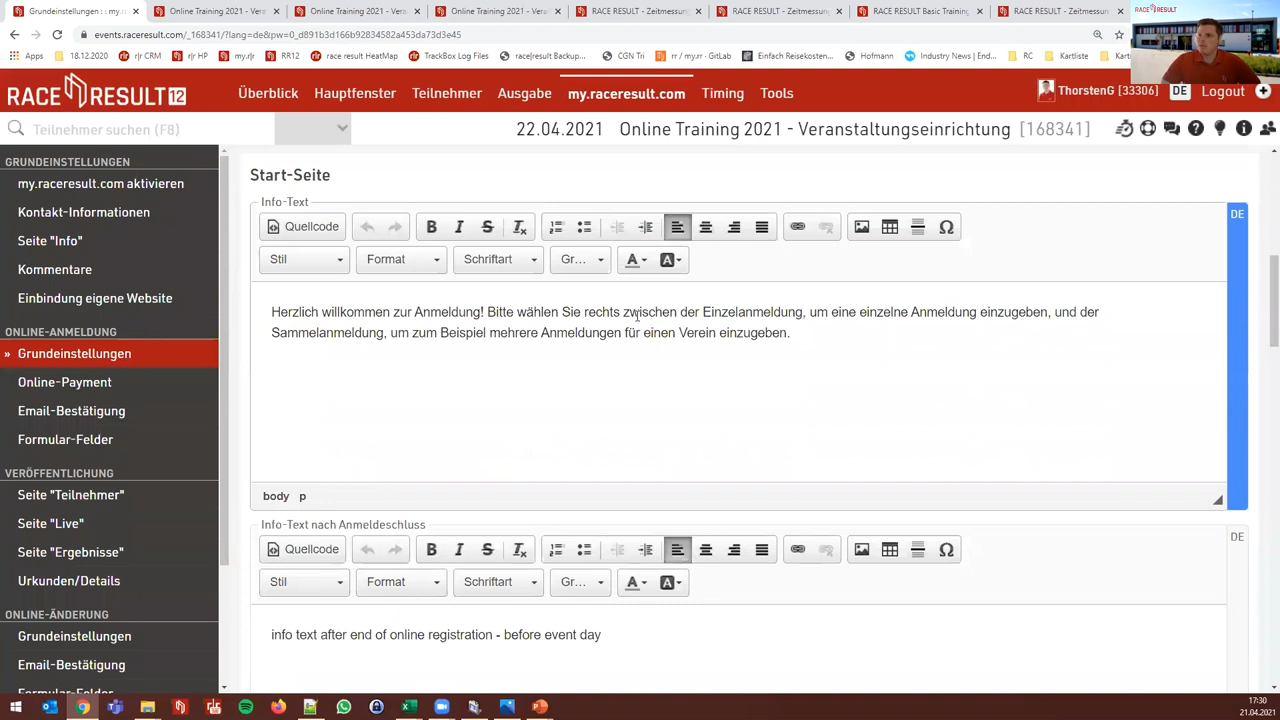 Grundeinstellungen :: my.rac
Online Training 2021 - Vera
Online Training 2021 - Vera
Online Training 2021 - Vera
RACE RESULT - Zeitmessung
RACE RESULT - Zeitmessung
RACE RESULT Basic Training
RACE RESULT - Zeitmessung
events.raceresult.com/_168341/?lang=de&pw=0_d891b3d166b92834582a453da73dfe45
Apps
18.12.2020
r|r CRM
r|r HP
my.r|r
RR12
race result HeatMap
TrackBox Log Files
race|result backup...
CGN Tri
rr / my.rr · GitLab
Einfach Reisekosten...
Hofmann
Industry News | End...
RC
Kartliste
RACE RESULT 12
Überblick
Hauptfenster
Teilnehmer
Ausgabe
my.raceresult.com
Timing
Tools
ThorstenG [33306]
DE
Logout
Teilnehmer suchen (F8)
22.04.2021 Online Training 2021 - Veranstaltungseinrichtung [168341]
GRUNDEINSTELLUNGEN
my.raceresult.com aktivieren
Kontakt-Informationen
Seite "Info"
Kommentare
Einbindung eigene Website
ONLINE-ANMELDUNG
» Grundeinstellungen
Online-Payment
Email-Bestätigung
Formular-Felder
VERÖFFENTLICHUNG
Seite "Teilnehmer"
Seite "Live"
Seite "Ergebnisse"
Urkunden/Details
ONLINE-ÄNDERUNG
Grundeinstellungen
Email-Bestätigung
Formular-Felder
Start-Seite
Info-Text
DE
Quellcode
Stil
Format
Schriftart
Gr...
Herzlich willkommen zur Anmeldung! Bitte wählen Sie rechts zwischen der Einzelanmeldung, um eine einzelne Anmeldung einzugeben, und der
Sammelanmeldung, um zum Beispiel mehrere Anmeldungen für einen Verein einzugeben.
body p
Info-Text nach Anmeldeschluss
DE
Quellcode
Stil
Format
Schriftart
Gr...
info text after end of online registration - before event day
17:30
21.04.2021